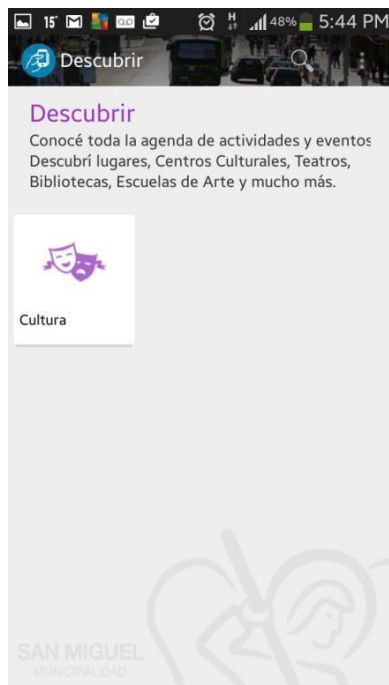 15° H 48% 5:44 PM
Descubrir
Descubrir
Conocé toda la agenda de actividades y eventos
Descubrí lugares, Centros Culturales, Teatros,
Bibliotecas, Escuelas de Arte y mucho más.
Cultura
SAN MIGUEL
MUNICIPALIDAD